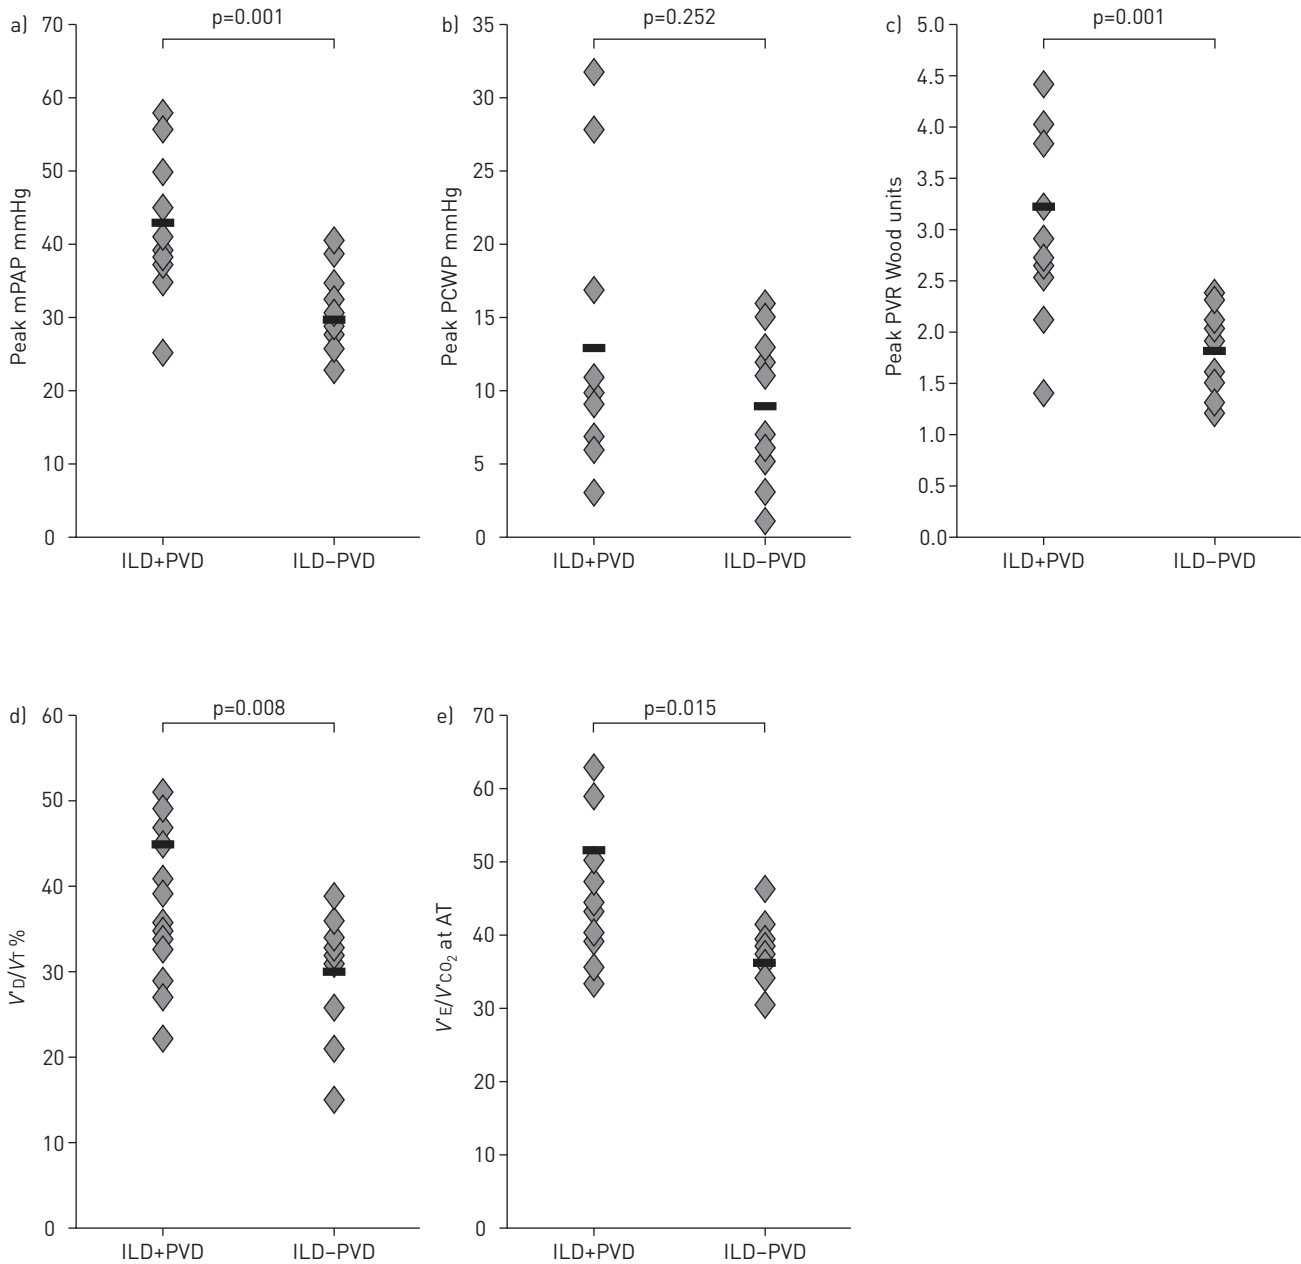 a)
p=0.001
Peak mPAP mmHg
70
60
50
40
30
20
10
0
ILD+PVD ILD–PVD
b)
p=0.252
Peak PCWP mmHg
35
30
25
20
15
10
5
0
ILD+PVD ILD–PVD
c)
p=0.001
Peak PVR Wood units
5.0
4.5
4.0
3.5
3.0
2.5
2.0
1.5
1.0
0.5
0.0
ILD+PVD ILD–PVD
d)
p=0.008
V'D/VT %
60
50
40
30
20
10
0
ILD+PVD ILD–PVD
e)
p=0.015
V'E/V'CO2 at AT
70
60
50
40
30
20
10
0
ILD+PVD ILD–PVD